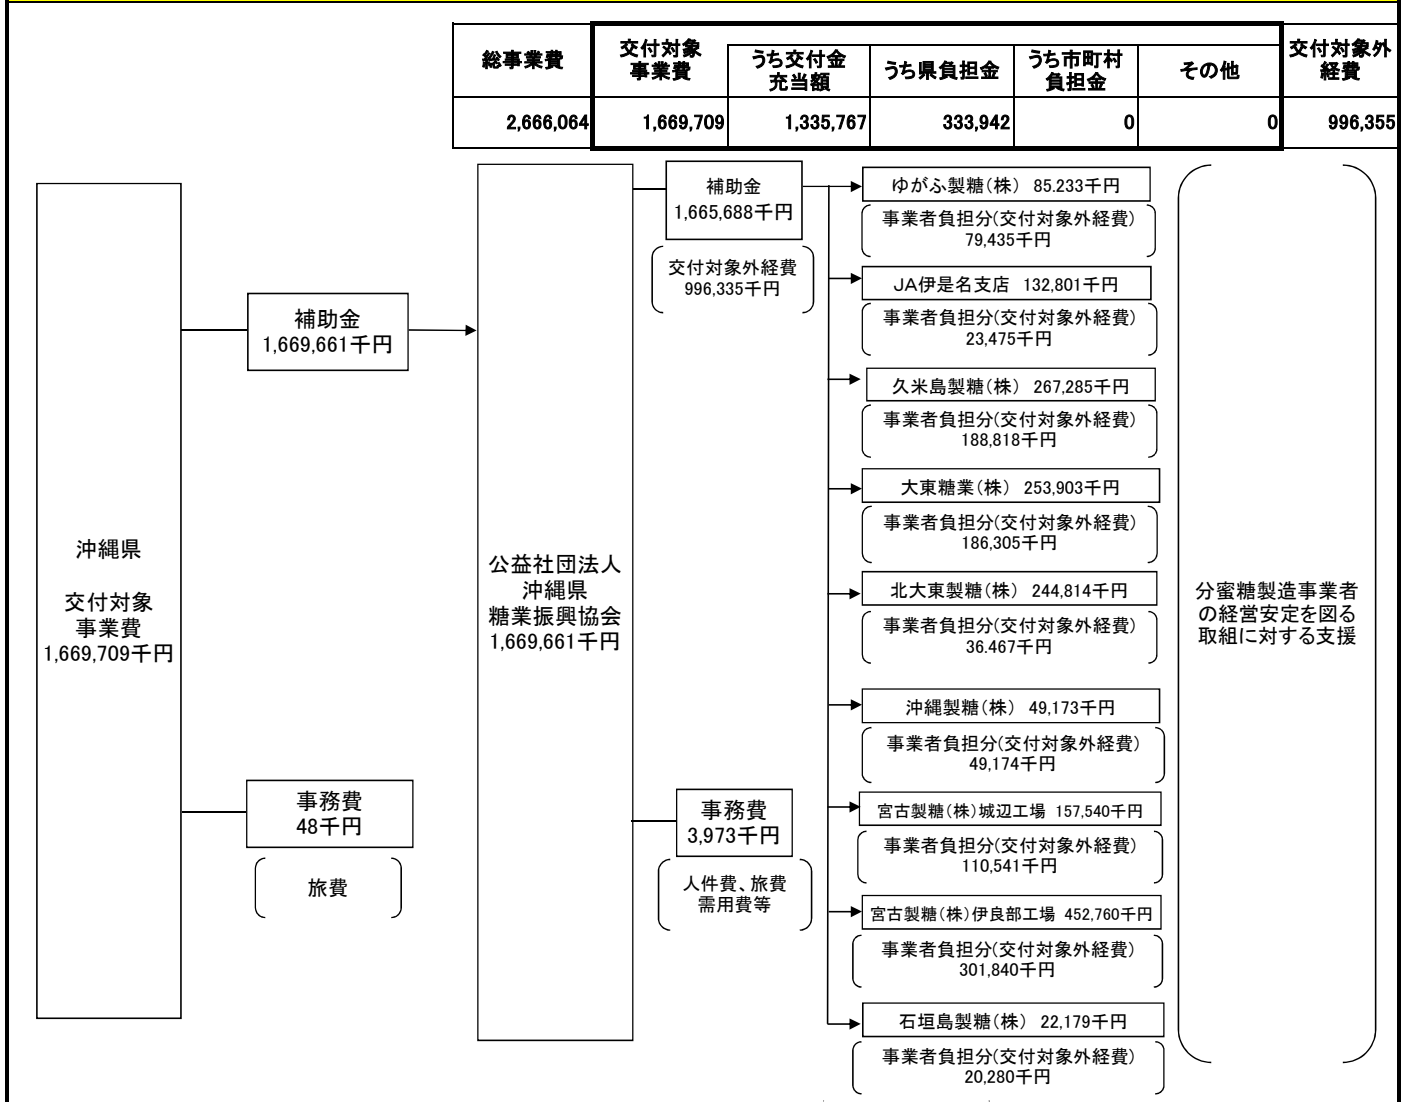 総事業費
交付対象
事業費
うち交付金
充当額
うち県負担金
うち市町村
負担金
その他
交付対象外
経費
2,666,064
1,669,709
1,335,767
333,942
0
0
996,355
沖縄県
交付対象
事業費
1,669,709千円
補助金
1,669,661千円
事務費
48千円
旅費
公益社団法人
沖縄県
糖業振興協会
1,669,661千円
補助金
1,665,688千円
交付対象外経費
996,335千円
事務費
3,973千円
人件費、旅費
需用費等
ゆがふ製糖(株) 85.233千円
事業者負担分(交付対象外経費)
79,435千円
JA伊是名支店 132,801千円
事業者負担分(交付対象外経費)
23,475千円
久米島製糖(株) 267,285千円
事業者負担分(交付対象外経費)
188,818千円
大東糖業(株) 253,903千円
事業者負担分(交付対象外経費)
186,305千円
北大東製糖(株) 244,814千円
事業者負担分(交付対象外経費)
36.467千円
沖縄製糖(株) 49,173千円
事業者負担分(交付対象外経費)
49,174千円
宮古製糖(株)城辺工場 157,540千円
事業者負担分(交付対象外経費)
110,541千円
宮古製糖(株)伊良部工場 452,760千円
事業者負担分(交付対象外経費)
301,840千円
石垣島製糖(株) 22,179千円
事業者負担分(交付対象外経費)
20,280千円
分蜜糖製造事業者
の経営安定を図る
取組に対する支援